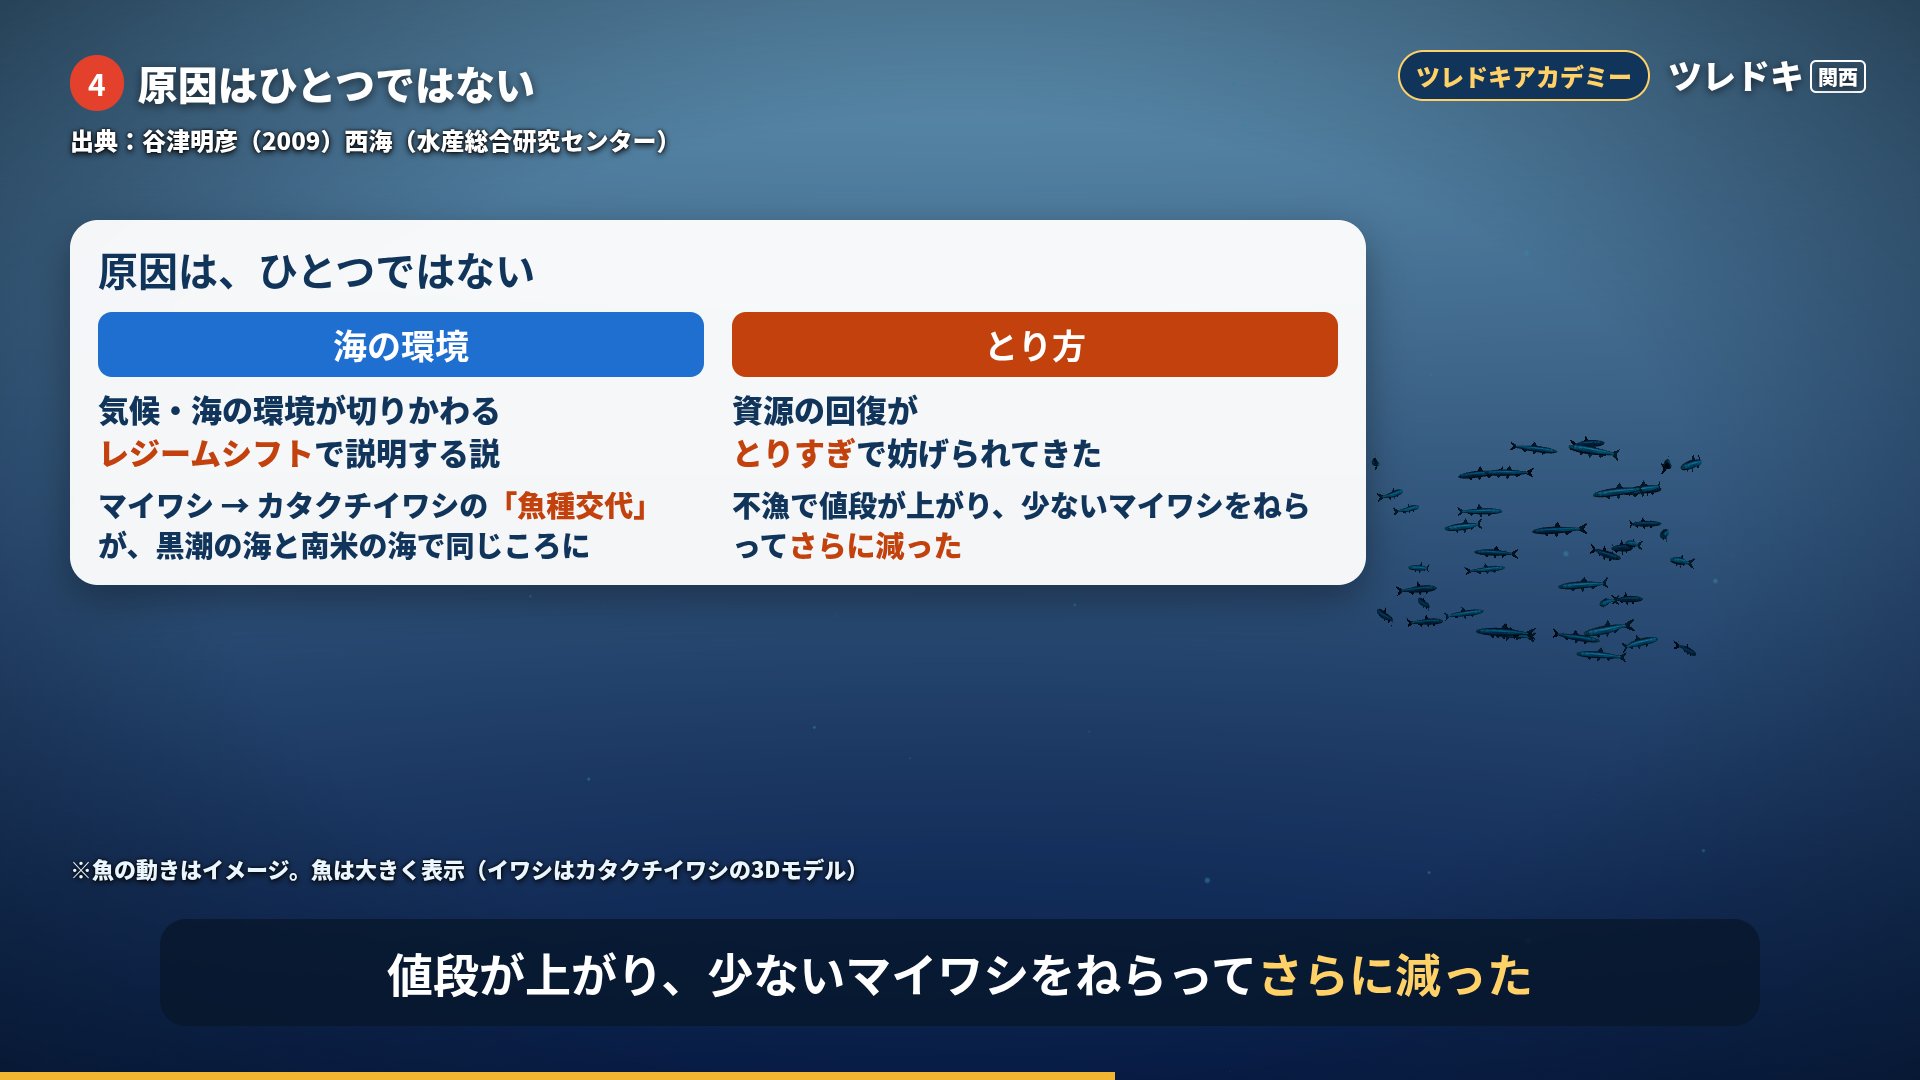 4 原因はひとつではない
出典：谷津明彦（2009）西海（水産総合研究センター）
ツレドキアカデミー ツレドキ 関西
原因は、ひとつではない
海の環境
気候・海の環境が切りかわる
レジームシフトで説明する説
マイワシ → カタクチイワシの「魚種交代」
が、黒潮の海と南米の海で同じころに
とり方
資源の回復が
とりすぎで妨げられてきた
不漁で値段が上がり、少ないマイワシをねら
ってさらに減った
※魚の動きはイメージ。魚は大きく表示（イワシはカタクチイワシの3Dモデル）
値段が上がり、少ないマイワシをねらってさらに減った